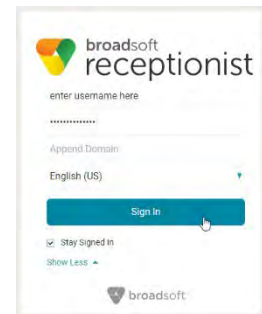 broadsoft
receptionist
enter username here
••••••••••••••
Append Domain
English (US)
Sign In
Stay Signed In
Show Less
broadsoft